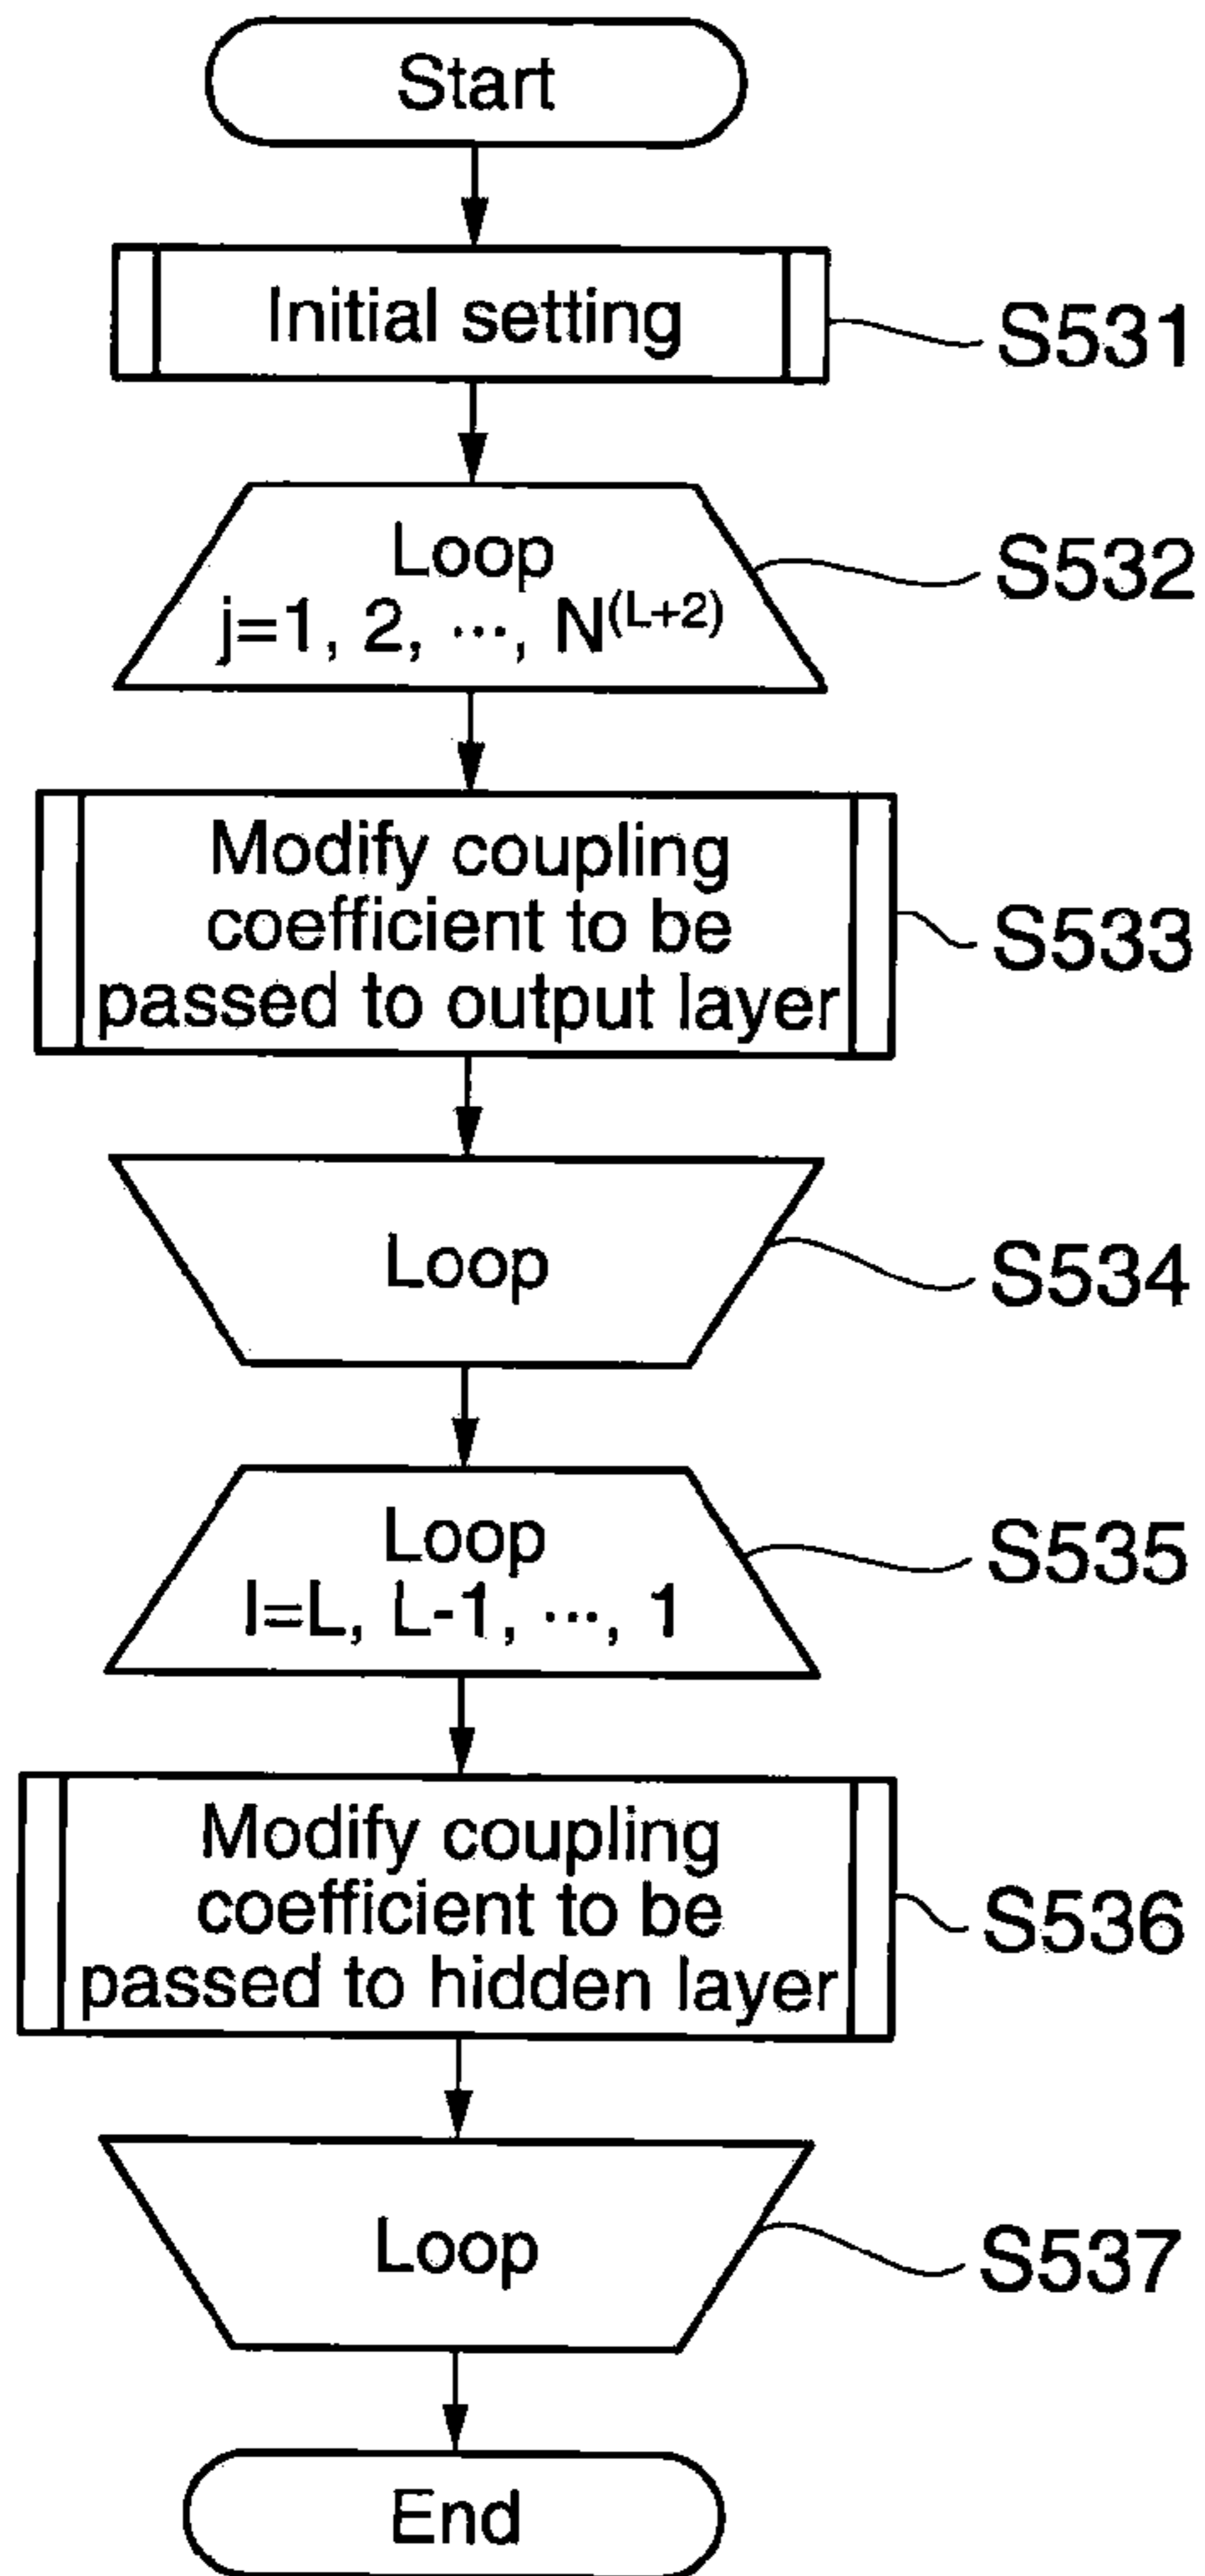 Start
Initial setting
S531
Loop
j=1, 2, ···, N^(L+2)
S532
Modify coupling
coefficient to be
passed to output layer
S533
Loop
S534
Loop
l=L, L-1, ···, 1
S535
Modify coupling
coefficient to be
passed to hidden layer
S536
Loop
S537
End